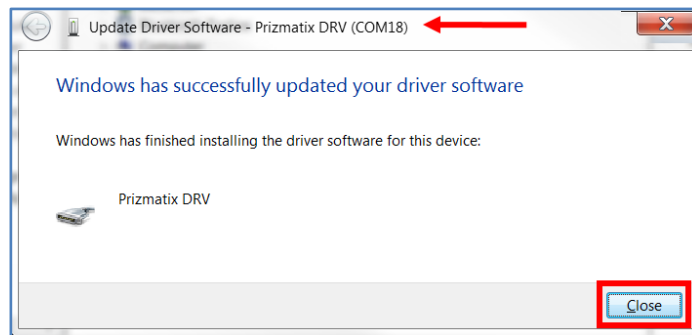 Update Driver Software - Prizmatix DRV (COM18)
Computer
Windows has successfully updated your driver software
Windows has finished installing the driver software for this device:
Prizmatix DRV
Close